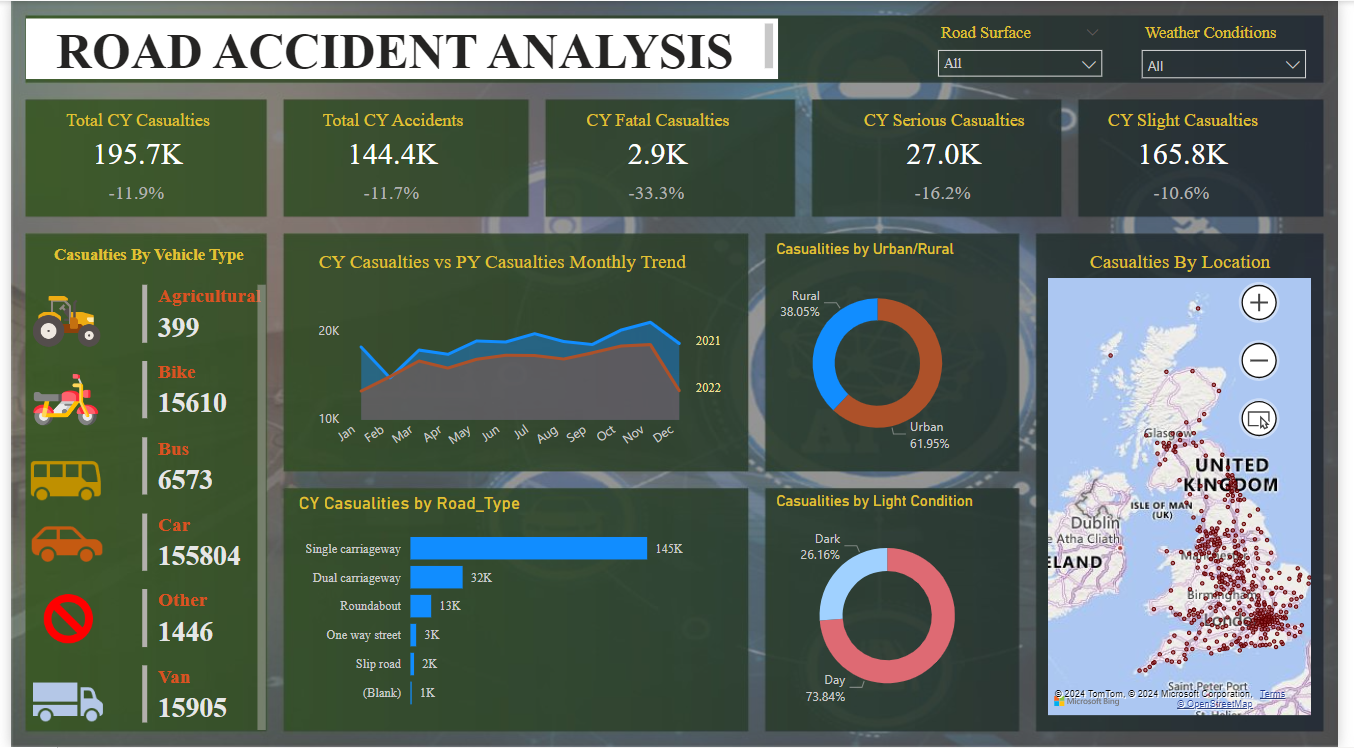 ROAD ACCIDENT ANALYSIS
Road Surface
All
Weather Conditions
All
Total CY Casualties
195.7K
-11.9%
Total CY Accidents
144.4K
-11.7%
CY Fatal Casualties
2.9K
-33.3%
CY Serious Casualties
27.0K
-16.2%
CY Slight Casualties
165.8K
-10.6%
Casualties By Vehicle Type
Agricultural
399
Bike
15610
Bus
6573
Car
155804
Other
1446
Van
15905
CY Casualties vs PY Casualties Monthly Trend
20K
10K
2021
2022
Jan
Feb
Mar
Apr
May
Jun
Jul
Aug
Sep
Oct
Nov
Dec
CY Casualities by Road_Type
Single carriageway
145K
Dual carriageway
32K
Roundabout
13K
One way street
3K
Slip road
2K
(Blank)
1K
Casualities by Urban/Rural
Rural
38.05%
Urban
61.95%
Casualities by Light Condition
Dark
26.16%
Day
73.84%
Casualties By Location
Glasgow
UNITED
KINGDOM
ISLE OF MAN
(UK)
Dublin
e Atha Cliath
ELAND
Birmingham
Saint Peter Port
© 2024 TomTom, © 2024 Microsoft Corporation, Terms
Microsoft Bing
© OpenStreetMap